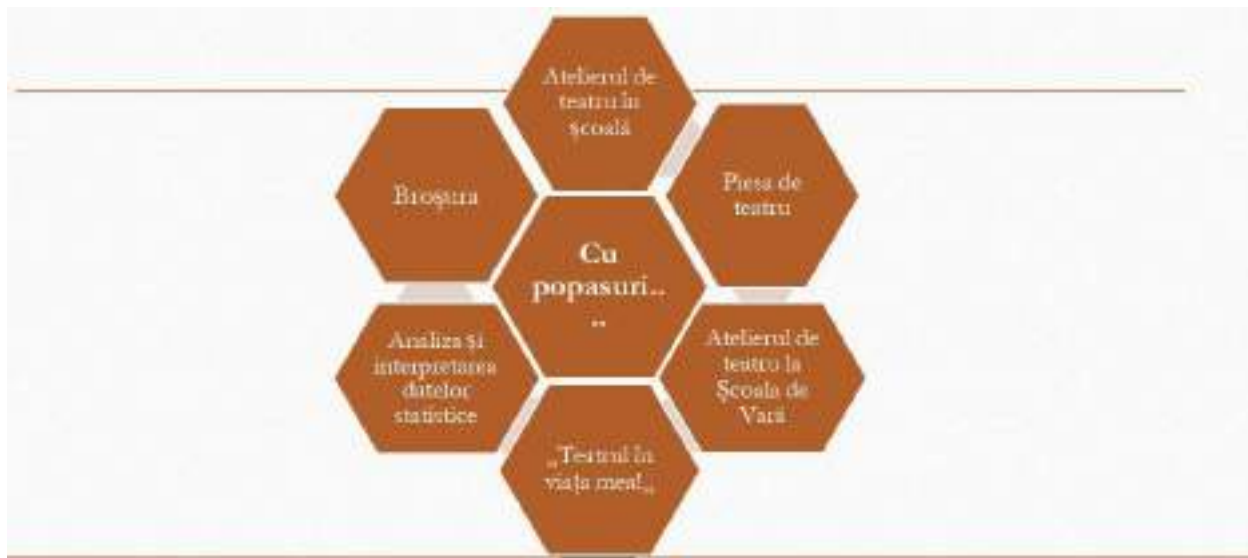 Atelierul de
teatru în
școală
Piesa de
teatru
Atelierul de
teatru la
Școala de
Vară
„Teatrul în
viața mea!„
Analiza și
interpretarea
datelor
statistice
Broșura
Cu
popasuri..
..